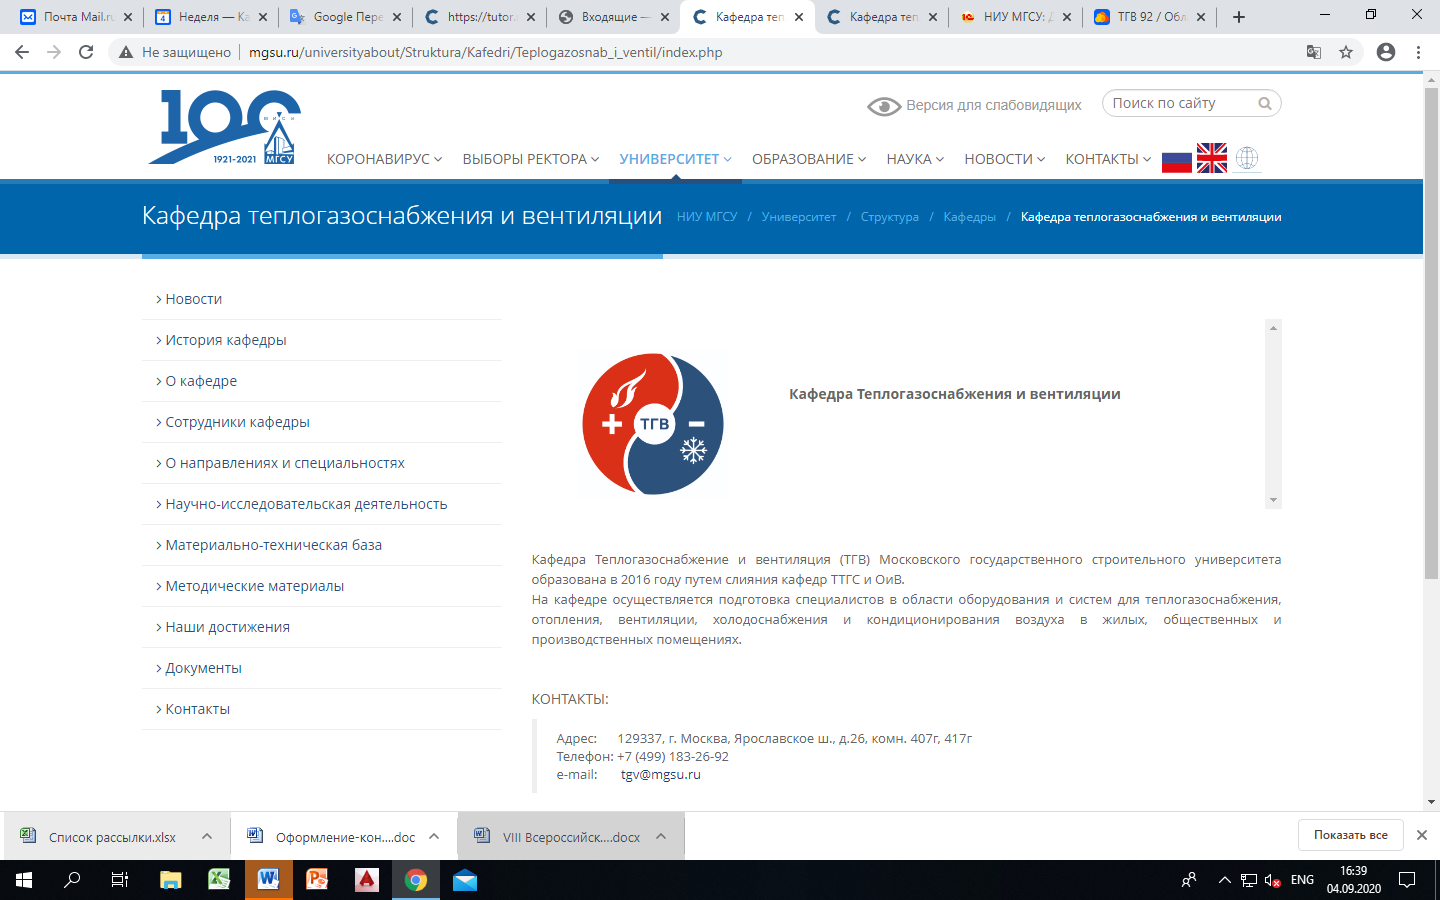 Почта Mail.ru
Неделя — Ка
Google Пере
https://tutor.
Входящие —
Кафедра теп
Кафедра теп
НИУ МГСУ: Д
ТГВ 92 / Обл
Не защищено
mgsu.ru/universityabout/Struktura/Kafedri/Teplogazosnab_i_ventil/index.php
100
МИСИ
МГСУ
1921-2021
Версия для слабовидящих
Поиск по сайту
КОРОНАВИРУС ВЫБОРЫ РЕКТОРА УНИВЕРСИТЕТ ОБРАЗОВАНИЕ НАУКА НОВОСТИ КОНТАКТЫ
Кафедра теплогазоснабжения и вентиляции
НИУ МГСУ / Университет / Структура / Кафедры / Кафедра теплогазоснабжения и вентиляции
Новости
История кафедры
О кафедре
Сотрудники кафедры
О направлениях и специальностях
Научно-исследовательская деятельность
Материально-техническая база
Методические материалы
Наши достижения
Документы
Контакты
+ ТГВ −
Кафедра Теплогазоснабжения и вентиляции
Кафедра Теплогазоснабжение и вентиляция (ТГВ) Московского государственного строительного университета
образована в 2016 году путем слияния кафедр ТТГС и ОиВ.
На кафедре осуществляется подготовка специалистов в области оборудования и систем для теплогазоснабжения,
отопления, вентиляции, холодоснабжения и кондиционирования воздуха в жилых, общественных и
производственных помещениях.
КОНТАКТЫ:
Адрес: 129337, г. Москва, Ярославское ш., д.26, комн. 407г, 417г
Телефон: +7 (499) 183-26-92
e-mail: tgv@mgsu.ru
Список рассылки.xlsx
Оформление-кон....doc
VIII Всероссийск....docx
Показать все
ENG
16:39
04.09.2020